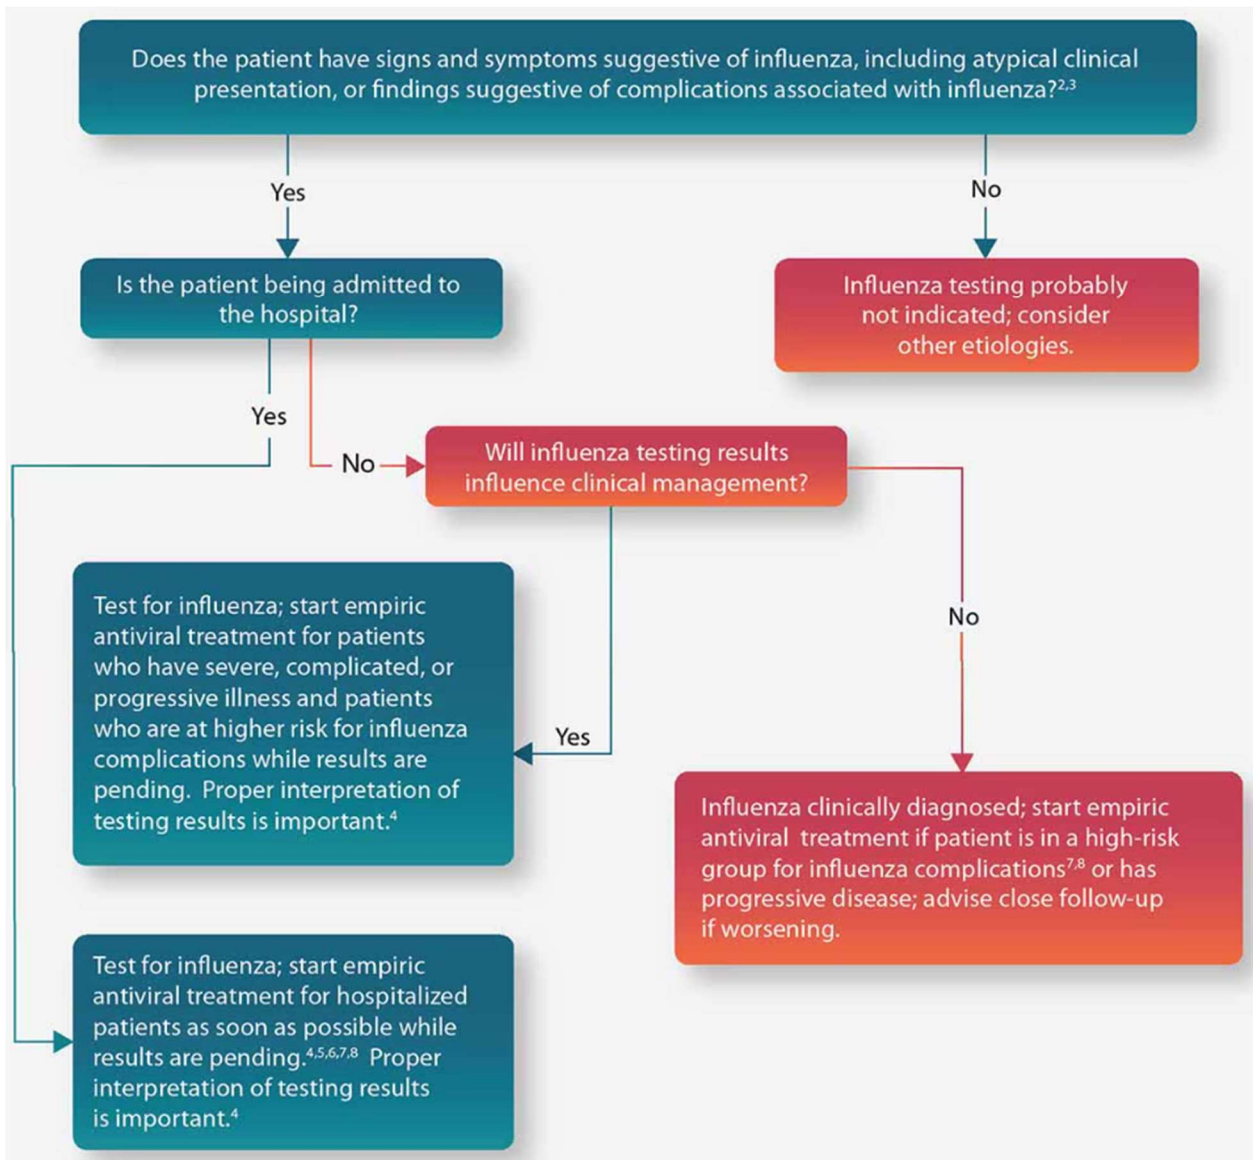 Does the patient have signs and symptoms suggestive of influenza, including atypical clinical
presentation, or findings suggestive of complications associated with influenza?2,3
Yes
No
Is the patient being admitted to
the hospital?
Influenza testing probably
not indicated; consider
other etiologies.
Yes
No
Will influenza testing results
influence clinical management?
Test for influenza; start empiric
antiviral treatment for patients
who have severe, complicated, or
progressive illness and patients
who are at higher risk for influenza
complications while results are
pending. Proper interpretation of
testing results is important.4
Yes
No
Influenza clinically diagnosed; start empiric
antiviral treatment if patient is in a high-risk
group for influenza complications7,8 or has
progressive disease; advise close follow-up
if worsening.
Test for influenza; start empiric
antiviral treatment for hospitalized
patients as soon as possible while
results are pending.4,5,6,7,8 Proper
interpretation of testing results
is important.4